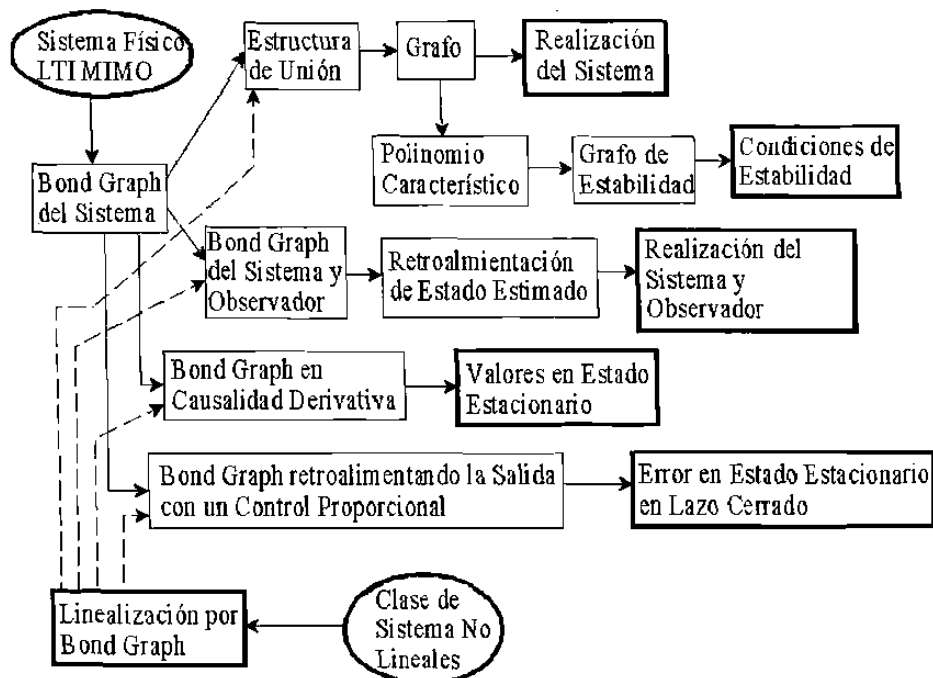 Sistema Físico
LTI MIMO
Estructura
de Unión
Grafo
Realización
del Sistema
Polinomio
Característico
Grafo de
Estabilidad
Condiciones de
Estabilidad
Bond Graph
del Sistema
Bond Graph
del Sistema y
Observador
Retroalmientación
de Estado Estimado
Realización del
Sistema y
Observador
Bond Graph en
Causalidad Derivativa
Valores en Estado
Estacionario
Bond Graph retroalimentando la Salida
con un Control Proporcional
Error en Estado Estacionario
en Lazo Cerrado
Linealización por
Bond Graph
Clase de
Sistema No
Lineales